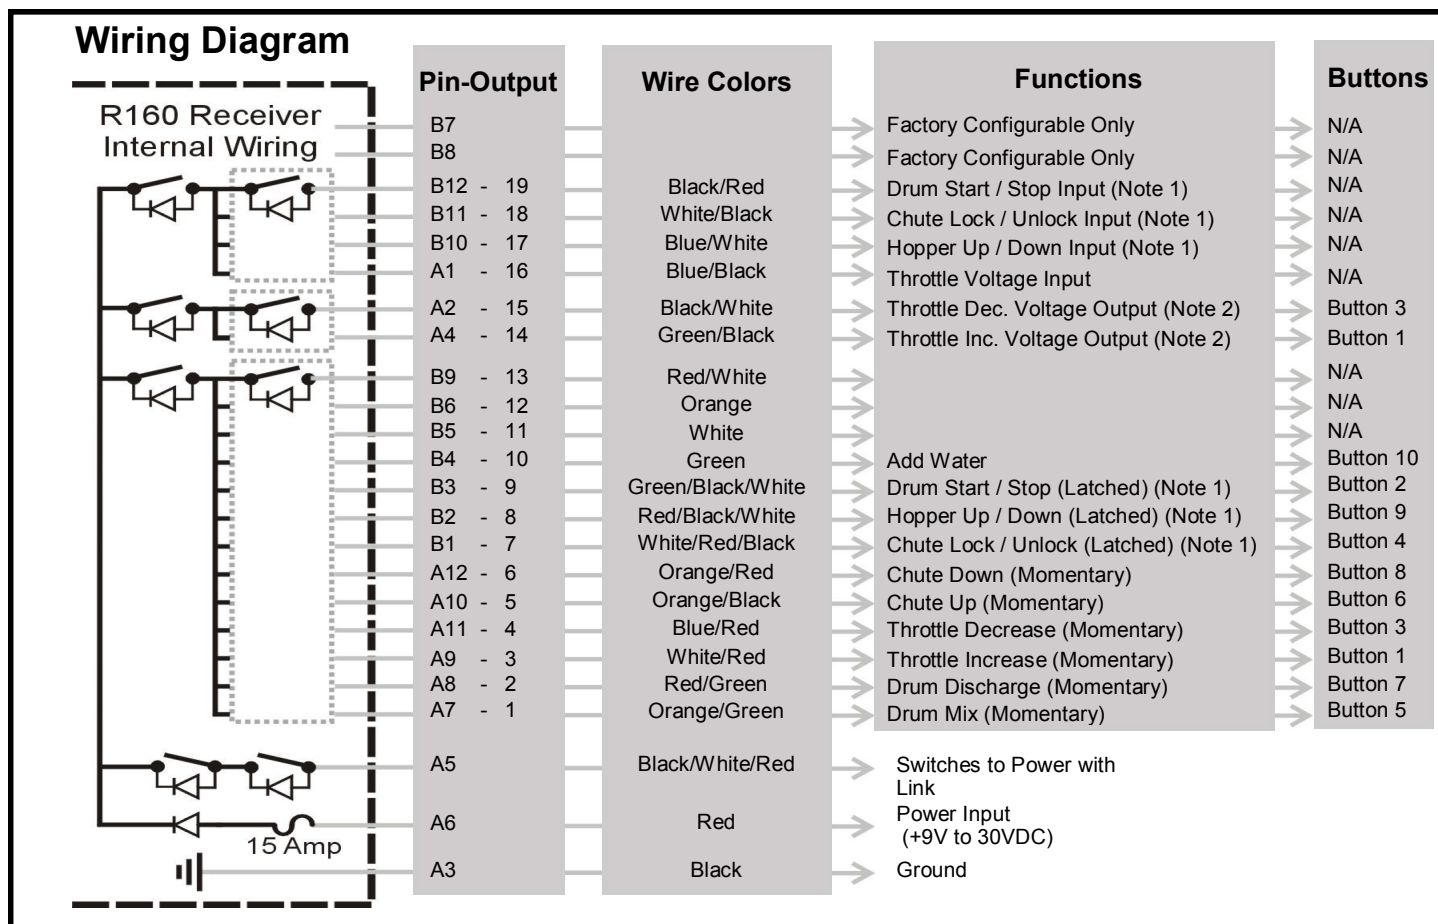 Wiring Diagram
Pin-Output Wire Colors Functions Buttons
R160 Receiver
Internal Wiring
B7 Factory Configurable Only N/A
B8 Factory Configurable Only N/A
B12 - 19 Black/Red Drum Start / Stop Input (Note 1) N/A
B11 - 18 White/Black Chute Lock / Unlock Input (Note 1) N/A
B10 - 17 Blue/White Hopper Up / Down Input (Note 1) N/A
A1 - 16 Blue/Black Throttle Voltage Input N/A
A2 - 15 Black/White Throttle Dec. Voltage Output (Note 2) Button 3
A4 - 14 Green/Black Throttle Inc. Voltage Output (Note 2) Button 1
B9 - 13 Red/White N/A
B6 - 12 Orange N/A
B5 - 11 White N/A
B4 - 10 Green Add Water Button 10
B3 - 9 Green/Black/White Drum Start / Stop (Latched) (Note 1) Button 2
B2 - 8 Red/Black/White Hopper Up / Down (Latched) (Note 1) Button 9
B1 - 7 White/Red/Black Chute Lock / Unlock (Latched) (Note 1) Button 4
A12 - 6 Orange/Red Chute Down (Momentary) Button 8
A10 - 5 Orange/Black Chute Up (Momentary) Button 6
A11 - 4 Blue/Red Throttle Decrease (Momentary) Button 3
A9 - 3 White/Red Throttle Increase (Momentary) Button 1
A8 - 2 Red/Green Drum Discharge (Momentary) Button 7
A7 - 1 Orange/Green Drum Mix (Momentary) Button 5
A5 Black/White/Red Switches to Power with
Link
A6 Red Power Input
(+9V to 30VDC)
15 Amp
A3 Black Ground